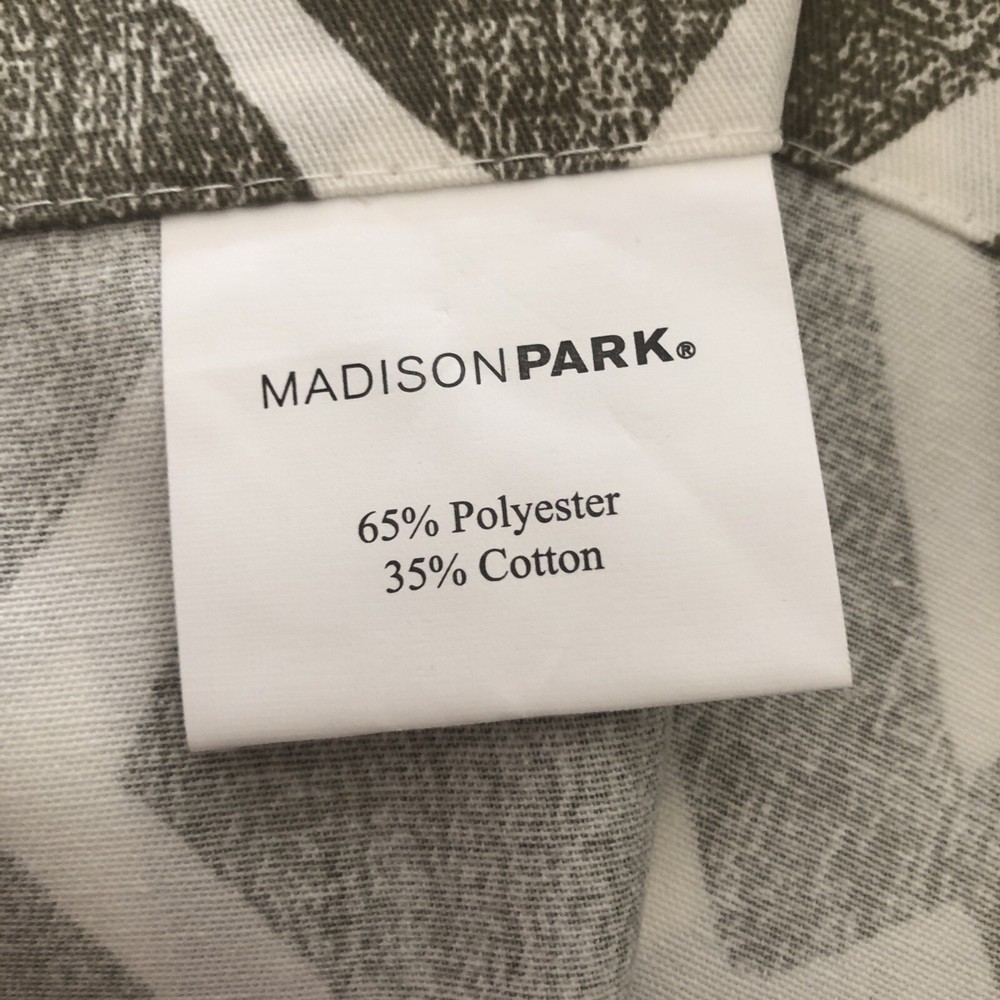 MADISONPARK®
65% Polyester
35% Cotton